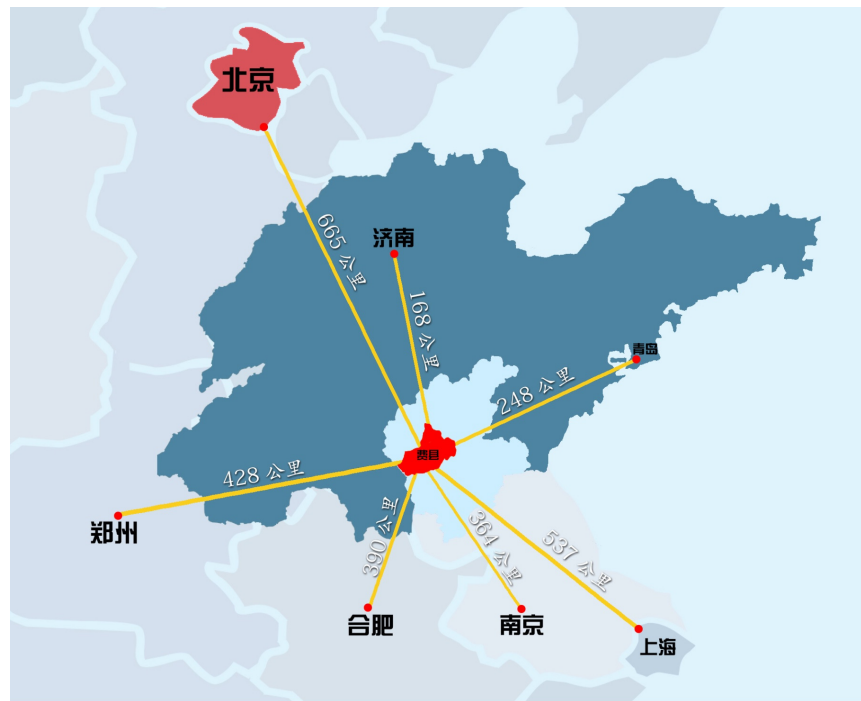 北京
665 公里
济南
168 公里
青岛
248 公里
费县
428 公里
郑州
390 公里
364 公里
537 公里
合肥
南京
上海